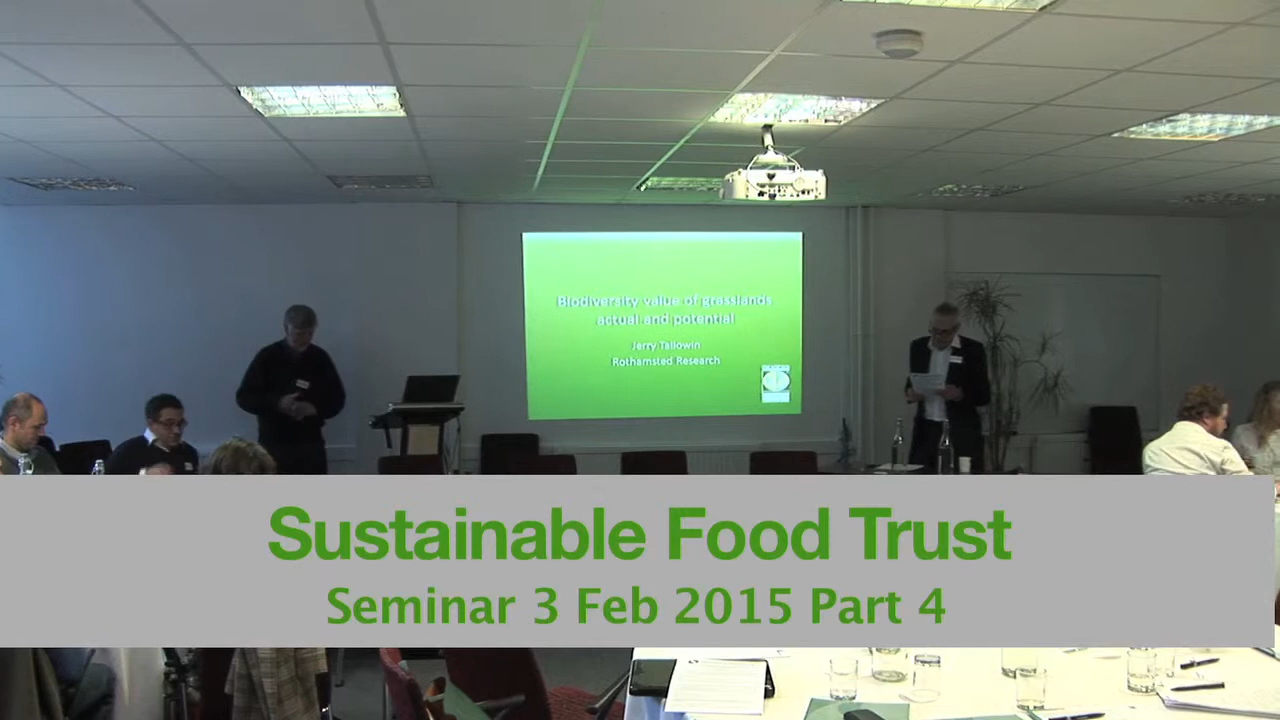 Biodiversity value of grasslands
actual and potential
Jerry Tallowin
Rothamsted Research
Sustainable Food Trust
Seminar 3 Feb 2015 Part 4